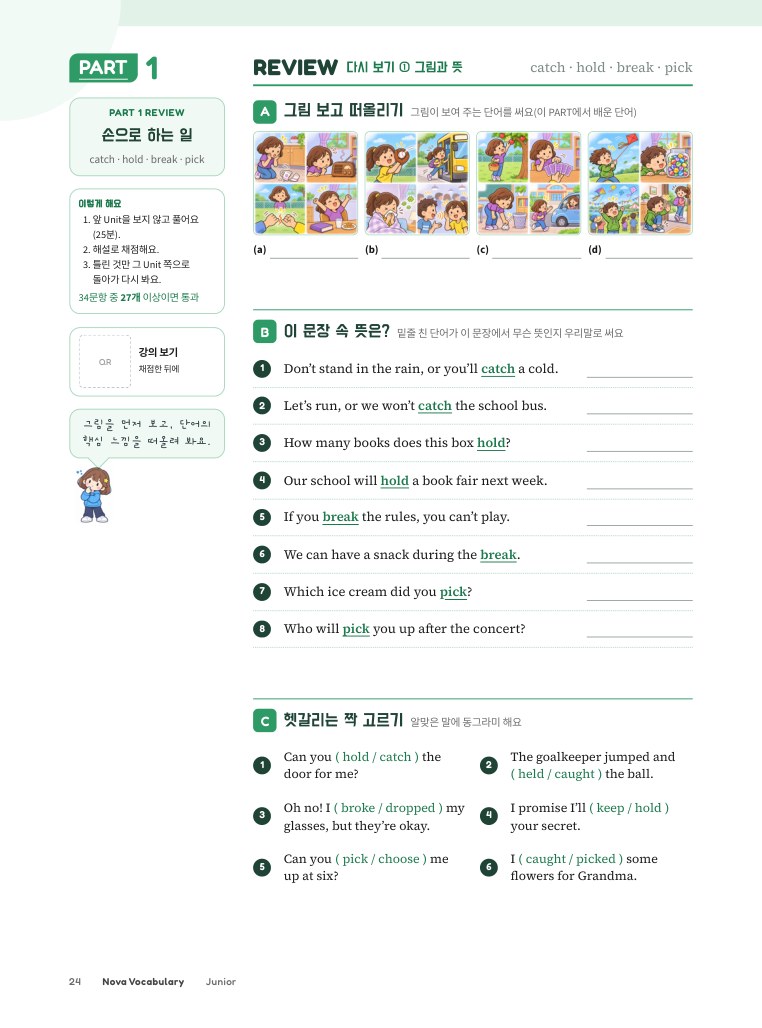 PART 1
PART 1 REVIEW
손으로 하는 일
catch · hold · break · pick
이렇게 해요
1. 앞 Unit을 보지 않고 풀어요
(25분).
2. 해설로 채점해요.
3. 틀린 것만 그 Unit 쪽으로
돌아가 다시 봐요.
34문항 중 27개 이상이면 통과
QR
강의 보기
채점한 뒤에
그림을 먼저 보고, 단어의
핵심 느낌을 떠올려 봐요.
REVIEW 다시 보기 ① 그림과 뜻 catch · hold · break · pick
A 그림 보고 떠올리기 그림이 보여 주는 단어를 써요(이 PART에서 배운 단어)
(a) (b) (c) (d)
B 이 문장 속 뜻은? 밑줄 친 단어가 이 문장에서 무슨 뜻인지 우리말로 써요
1 Don’t stand in the rain, or you’ll catch a cold.
2 Let’s run, or we won’t catch the school bus.
3 How many books does this box hold?
4 Our school will hold a book fair next week.
5 If you break the rules, you can’t play.
6 We can have a snack during the break.
7 Which ice cream did you pick?
8 Who will pick you up after the concert?
C 헷갈리는 짝 고르기 알맞은 말에 동그라미 해요
1 Can you ( hold / catch ) the
door for me?
2 The goalkeeper jumped and
( held / caught ) the ball.
3 Oh no! I ( broke / dropped ) my
glasses, but they’re okay.
4 I promise I’ll ( keep / hold )
your secret.
5 Can you ( pick / choose ) me
up at six?
6 I ( caught / picked ) some
flowers for Grandma.
24 Nova Vocabulary Junior